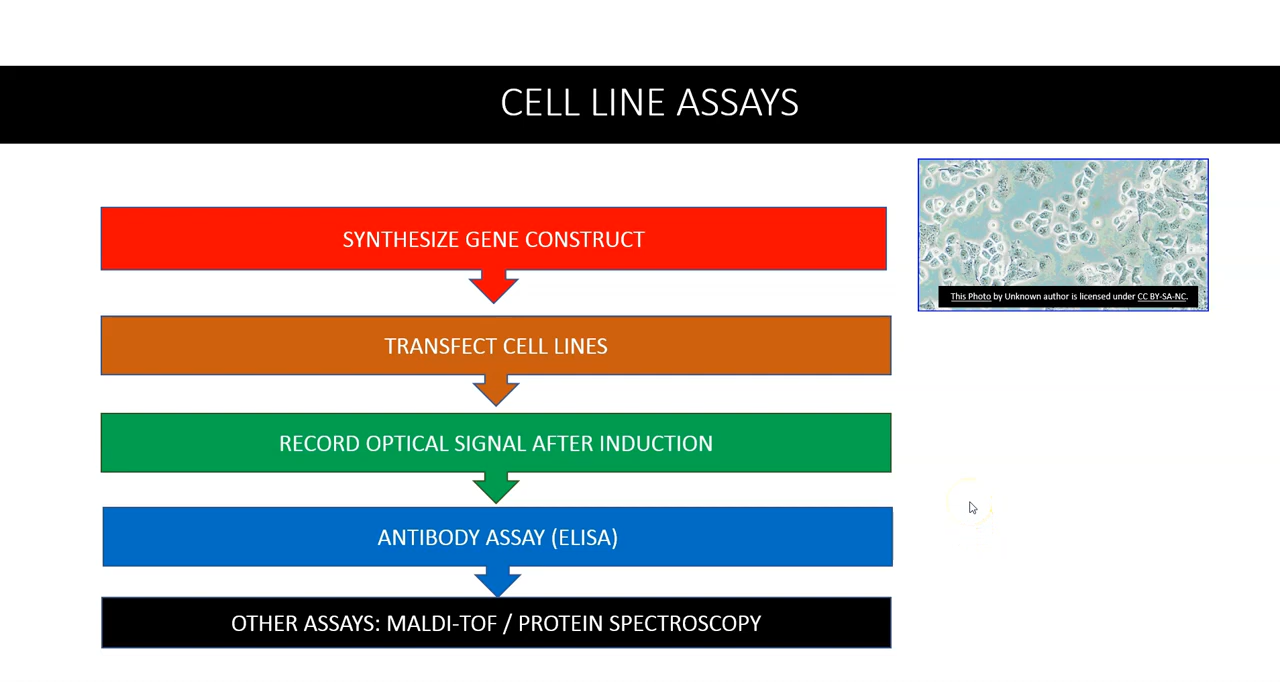 CELL LINE ASSAYS
SYNTHESIZE GENE CONSTRUCT
This Photo by Unknown author is licensed under CC BY-SA-NC.
TRANSFECT CELL LINES
RECORD OPTICAL SIGNAL AFTER INDUCTION
ANTIBODY ASSAY (ELISA)
OTHER ASSAYS: MALDI-TOF / PROTEIN SPECTROSCOPY